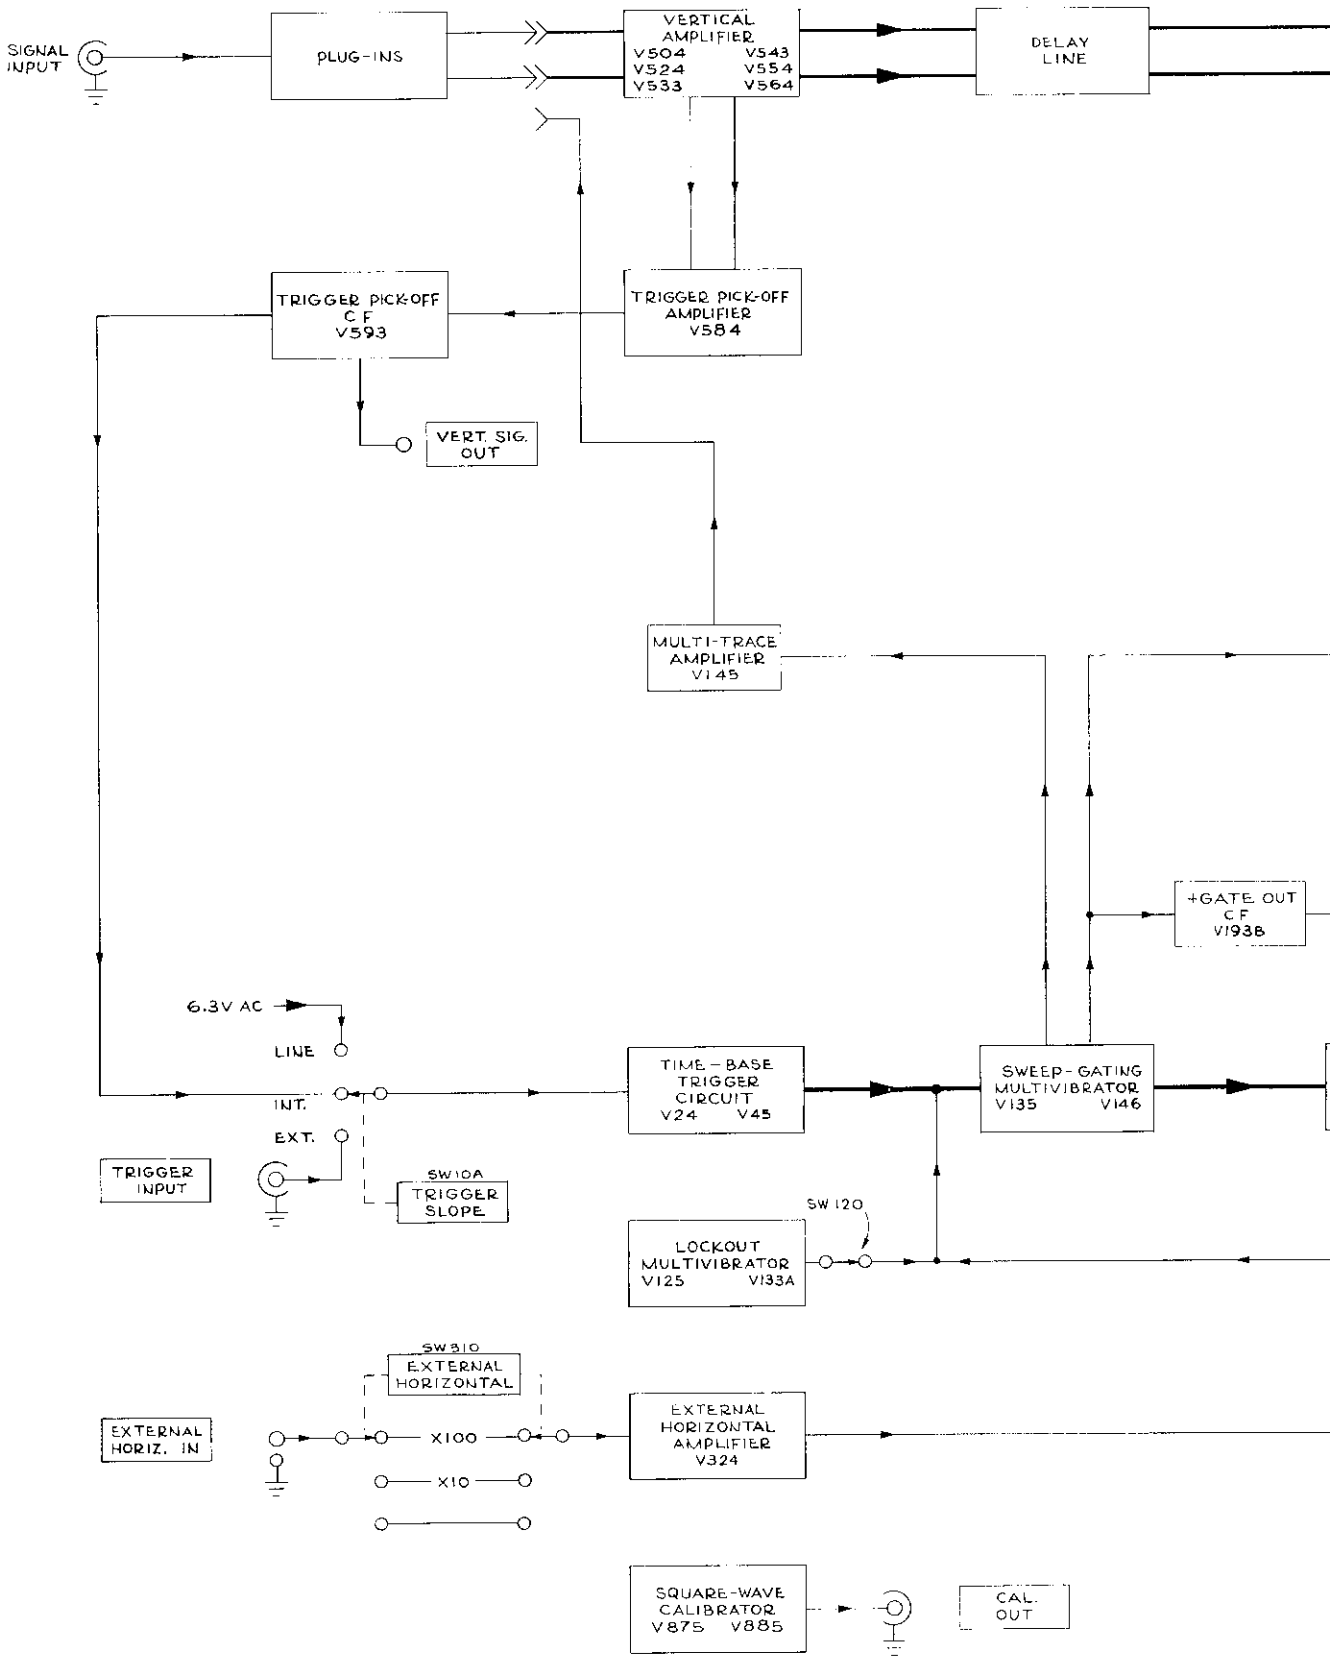 SIGNAL
INPUT
PLUG-INS
VERTICAL
AMPLIFIER
V504 V543
V524 V554
V533 V564
DELAY
LINE
TRIGGER PICK-OFF
CF
V593
TRIGGER PICK-OFF
AMPLIFIER
V584
VERT. SIG.
OUT
MULTI-TRACE
AMPLIFIER
V145
+GATE OUT
CF
V193B
6.3V AC
LINE
INT.
EXT.
TRIGGER
INPUT
SW10A
TRIGGER
SLOPE
TIME-BASE
TRIGGER
CIRCUIT
V24 V45
SWEEP-GATING
MULTIVIBRATOR
V135 V146
SW120
LOCKOUT
MULTIVIBRATOR
V125 V133A
SW310
EXTERNAL
HORIZONTAL
EXTERNAL
HORIZ. IN
X100
X10
EXTERNAL
HORIZONTAL
AMPLIFIER
V324
SQUARE-WAVE
CALIBRATOR
V875 V885
CAL.
OUT